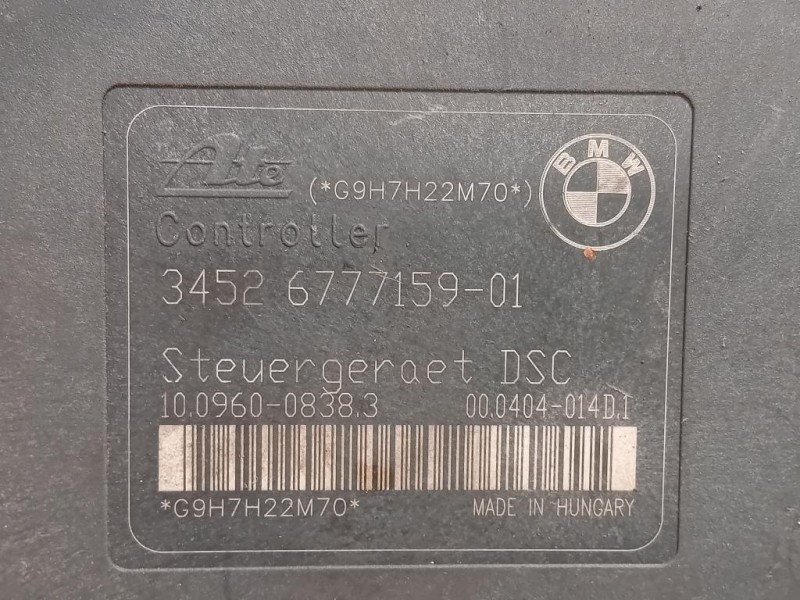 Ate (*G9H7H22M70*) BMW
Controller
3452 6777159-01
Steuergeraet DSC
10.0960-0838.3 00.0404-014D.1
*G9H7H22M70* MADE IN HUNGARY